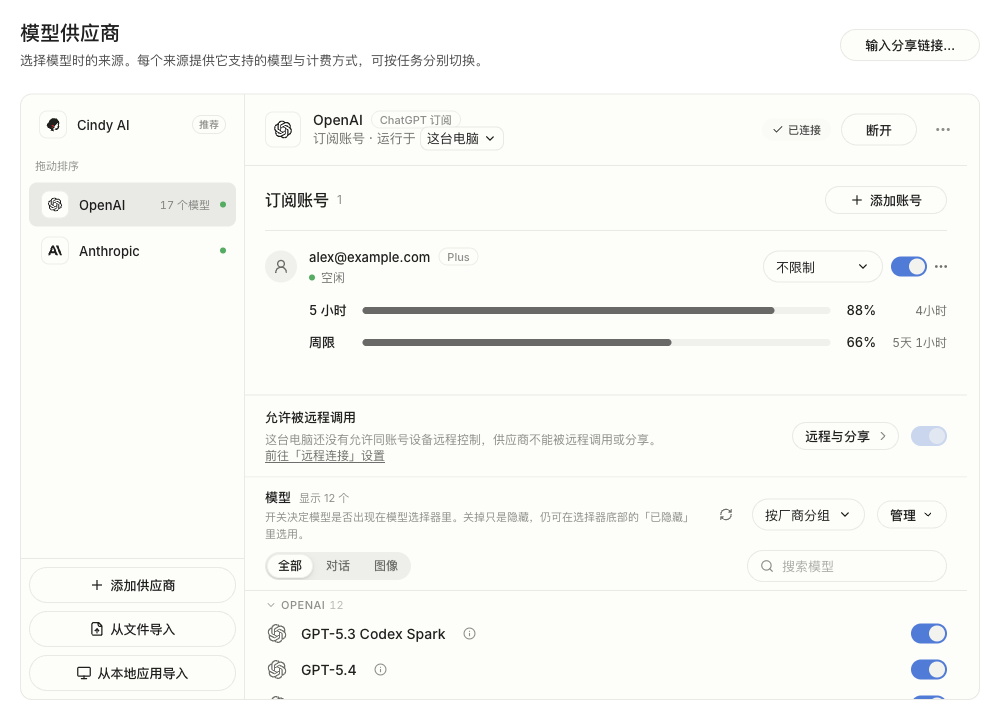 模型供应商
选择模型时的来源。每个来源提供它支持的模型与计费方式，可按任务分别切换。
输入分享链接...
Cindy AI
推荐
拖动排序
OpenAI
17 个模型
Anthropic
添加供应商
从文件导入
从本地应用导入
OpenAI
ChatGPT 订阅
订阅账号 · 运行于
这台电脑
已连接
断开
订阅账号 1
添加账号
alex@example.com
Plus
空闲
不限制
5 小时
88%
4小时
周限
66%
5天 1小时
允许被远程调用
这台电脑还没有允许同账号设备远程控制，供应商不能被远程调用或分享。
前往「远程连接」设置
远程与分享
模型 显示 12 个
开关决定模型是否出现在模型选择器里。关掉只是隐藏，仍可在选择器底部的「已隐藏」
里选用。
按厂商分组
管理
全部
对话
图像
搜索模型
OPENAI 12
GPT-5.3 Codex Spark
GPT-5.4